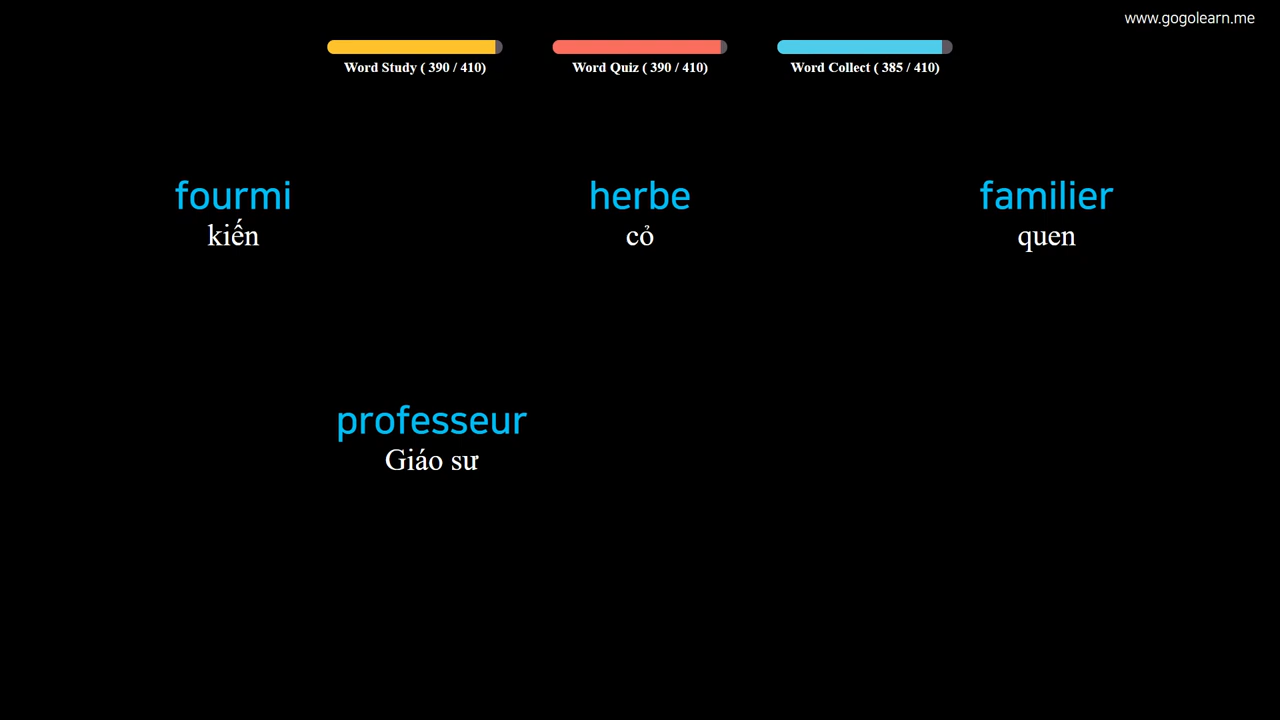 www.gogolearn.me
Word Study ( 390 / 410)
Word Quiz ( 390 / 410)
Word Collect ( 385 / 410)
fourmi
kiến
herbe
cỏ
familier
quen
professeur
Giáo sư